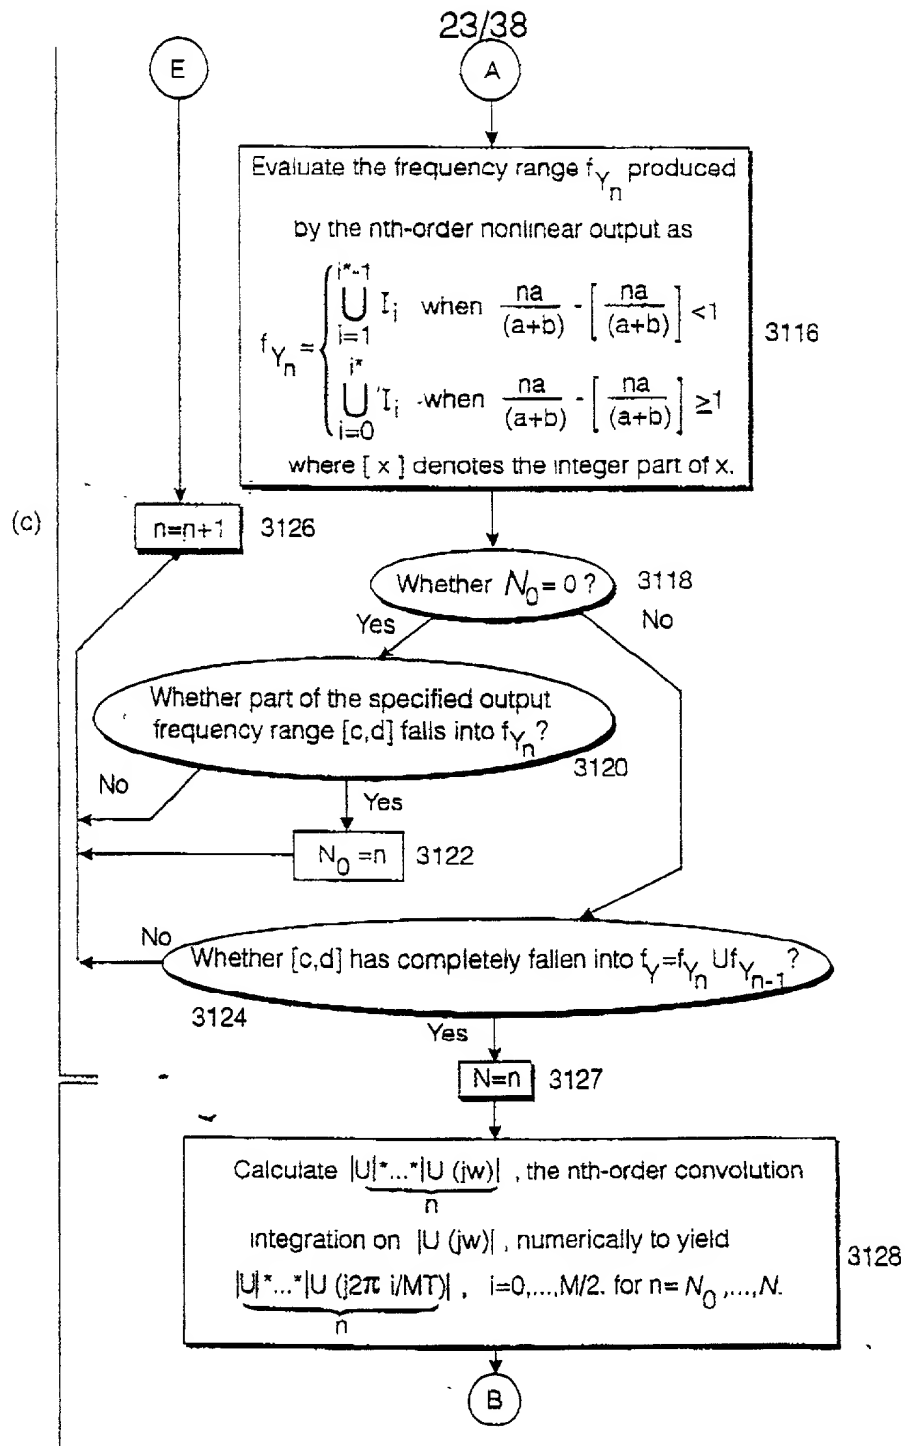 23/38
E
A
Evaluate the frequency range f_{Y_n} produced
by the nth-order nonlinear output as
f_{Y_n} = { ⋃_{i=1}^{i*-1} I_i when na/(a+b) - [ na/(a+b) ] <1
⋃_{i=0}^{i*} I_i when na/(a+b) - [ na/(a+b) ] ≥1
where [ x ] denotes the integer part of x.
3116
(c)
n=n+1 3126
Whether N_0 = 0 ? 3118
Yes
No
Whether part of the specified output
frequency range [c,d] falls into f_{Y_n}?
3120
No
Yes
N_0 =n 3122
No
Whether [c,d] has completely fallen into f_Y=f_{Y_n} U f_{Y_{n-1}} ?
3124
Yes
N=n 3127
Calculate |U|*...*|U (jw)| , the nth-order convolution
n
integration on |U (jw)| , numerically to yield
|U|*...*|U (j2π i/MT)| , i=0,...,M/2. for n= N_0 ,...,N.
n
3128
B